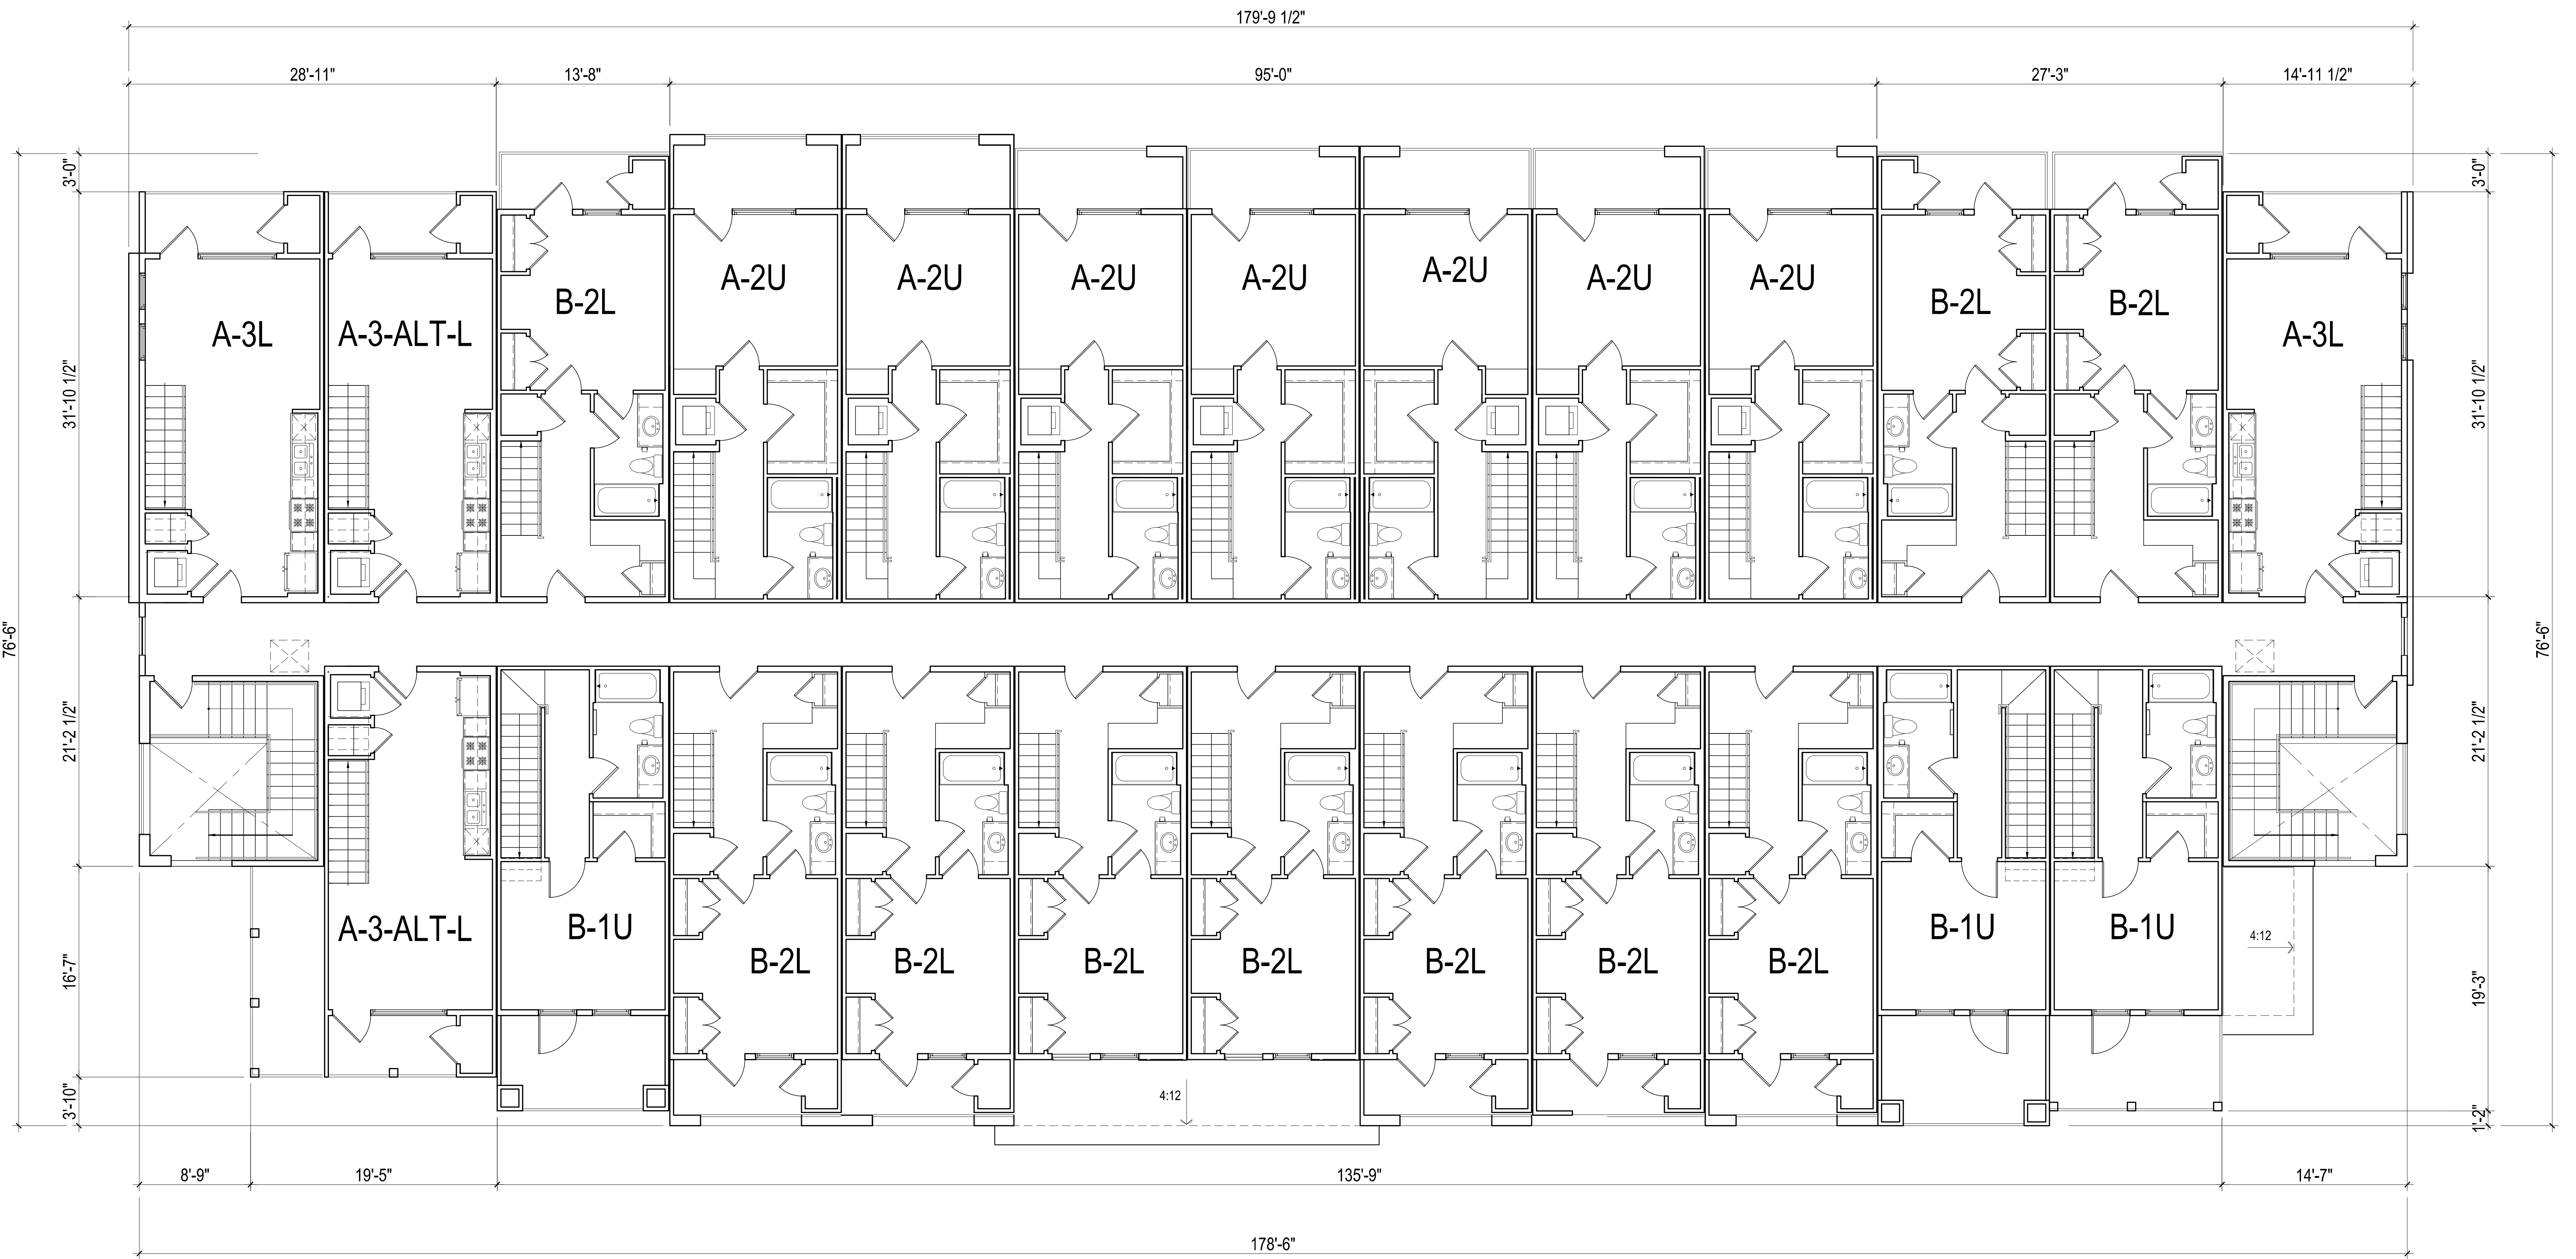 179'-9 1/2"
28'-11"
13'-8"
95'-0"
27'-3"
14'-11 1/2"
3'-0"
3'-0"
A-2U
A-2U
A-2U
A-2U
A-2U
A-2U
A-2U
B-2L
B-2L
B-2L
A-3L
A-3-ALT-L
A-3L
31'-10 1/2"
31'-10 1/2"
76'-6"
76'-6"
21'-2 1/2"
21'-2 1/2"
A-3-ALT-L
B-1U
B-1U
B-1U
4:12
B-2L
B-2L
B-2L
B-2L
B-2L
B-2L
B-2L
16'-7"
19'-3"
3'-10"
4:12
1'-2"
8'-9"
19'-5"
135'-9"
14'-7"
178'-6"